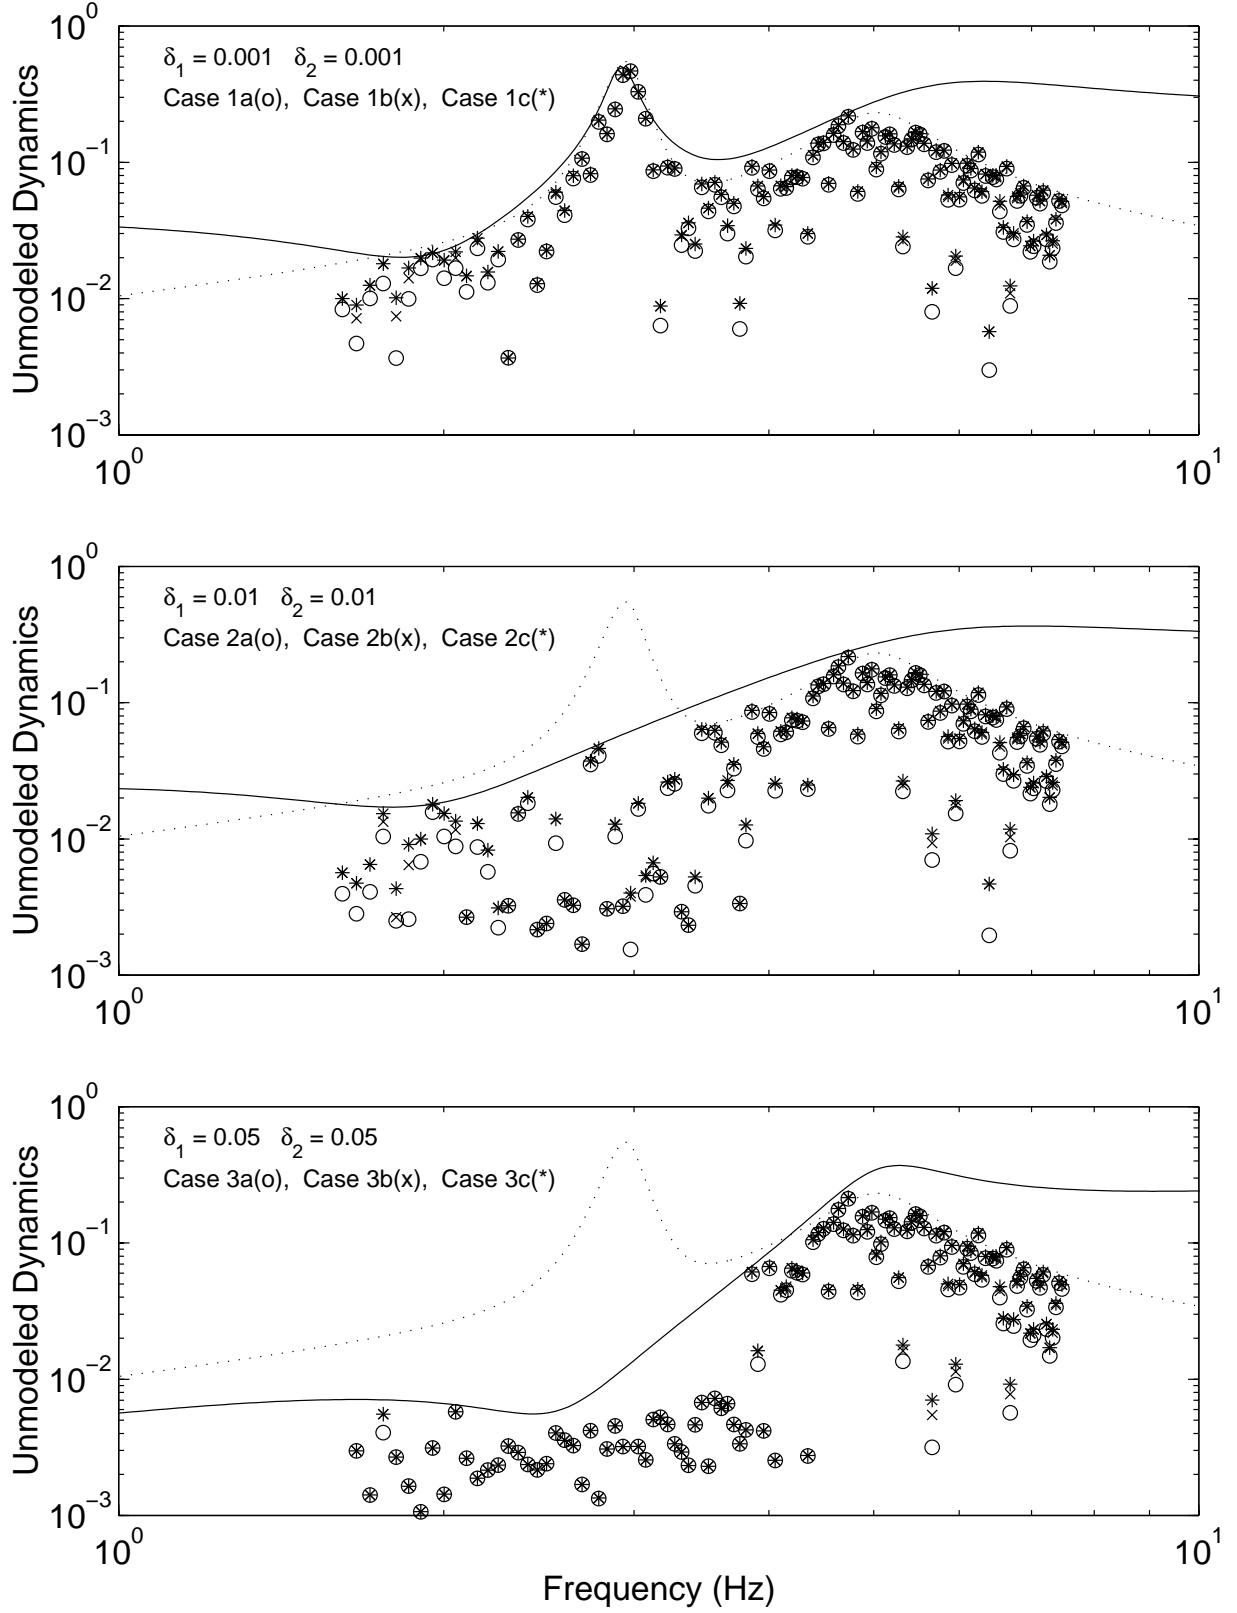 10^0
δ_1 = 0.001 δ_2 = 0.001
Case 1a(o), Case 1b(x), Case 1c(*)
10^−1
Unmodeled Dynamics
10^−2
10^−3
10^0
10^1
10^0
δ_1 = 0.01 δ_2 = 0.01
Case 2a(o), Case 2b(x), Case 2c(*)
10^−1
Unmodeled Dynamics
10^−2
10^−3
10^0
10^1
10^0
δ_1 = 0.05 δ_2 = 0.05
Case 3a(o), Case 3b(x), Case 3c(*)
10^−1
Unmodeled Dynamics
10^−2
10^−3
10^0
10^1
Frequency (Hz)